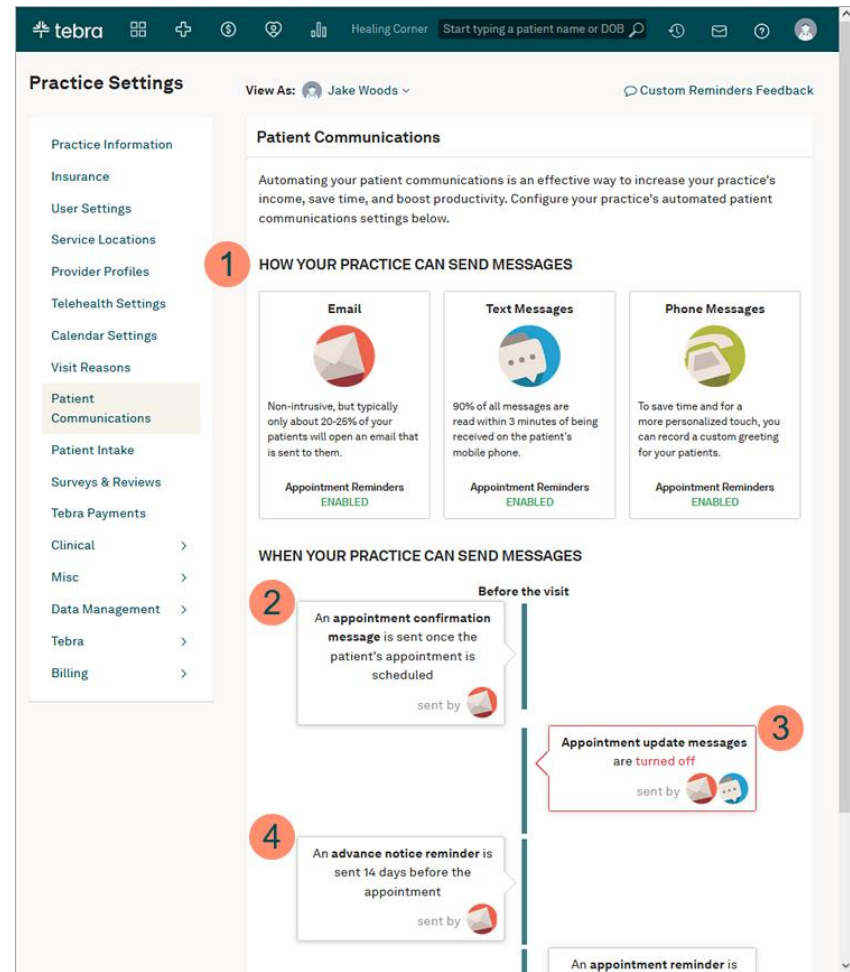 tebra
Healing Corner
Start typing a patient name or DOB
Practice Settings
View As: Jake Woods
Custom Reminders Feedback
Practice Information
Insurance
User Settings
Service Locations
Provider Profiles
Telehealth Settings
Calendar Settings
Visit Reasons
Patient
Communications
Patient Intake
Surveys & Reviews
Tebra Payments
Clinical
Misc
Data Management
Tebra
Billing
Patient Communications
Automating your patient communications is an effective way to increase your practice's
income, save time, and boost productivity. Configure your practice's automated patient
communications settings below.
1
HOW YOUR PRACTICE CAN SEND MESSAGES
Email
Non-intrusive, but typically
only about 20-25% of your
patients will open an email that
is sent to them.
Appointment Reminders
ENABLED
Text Messages
90% of all messages are
read within 3 minutes of being
received on the patient's
mobile phone.
Appointment Reminders
ENABLED
Phone Messages
To save time and for a
more personalized touch, you
can record a custom greeting
for your patients.
Appointment Reminders
ENABLED
WHEN YOUR PRACTICE CAN SEND MESSAGES
Before the visit
2
An appointment confirmation
message is sent once the
patient's appointment is
scheduled
sent by
3
Appointment update messages
are turned off
sent by
4
An advance notice reminder is
sent 14 days before the
appointment
sent by
An appointment reminder is